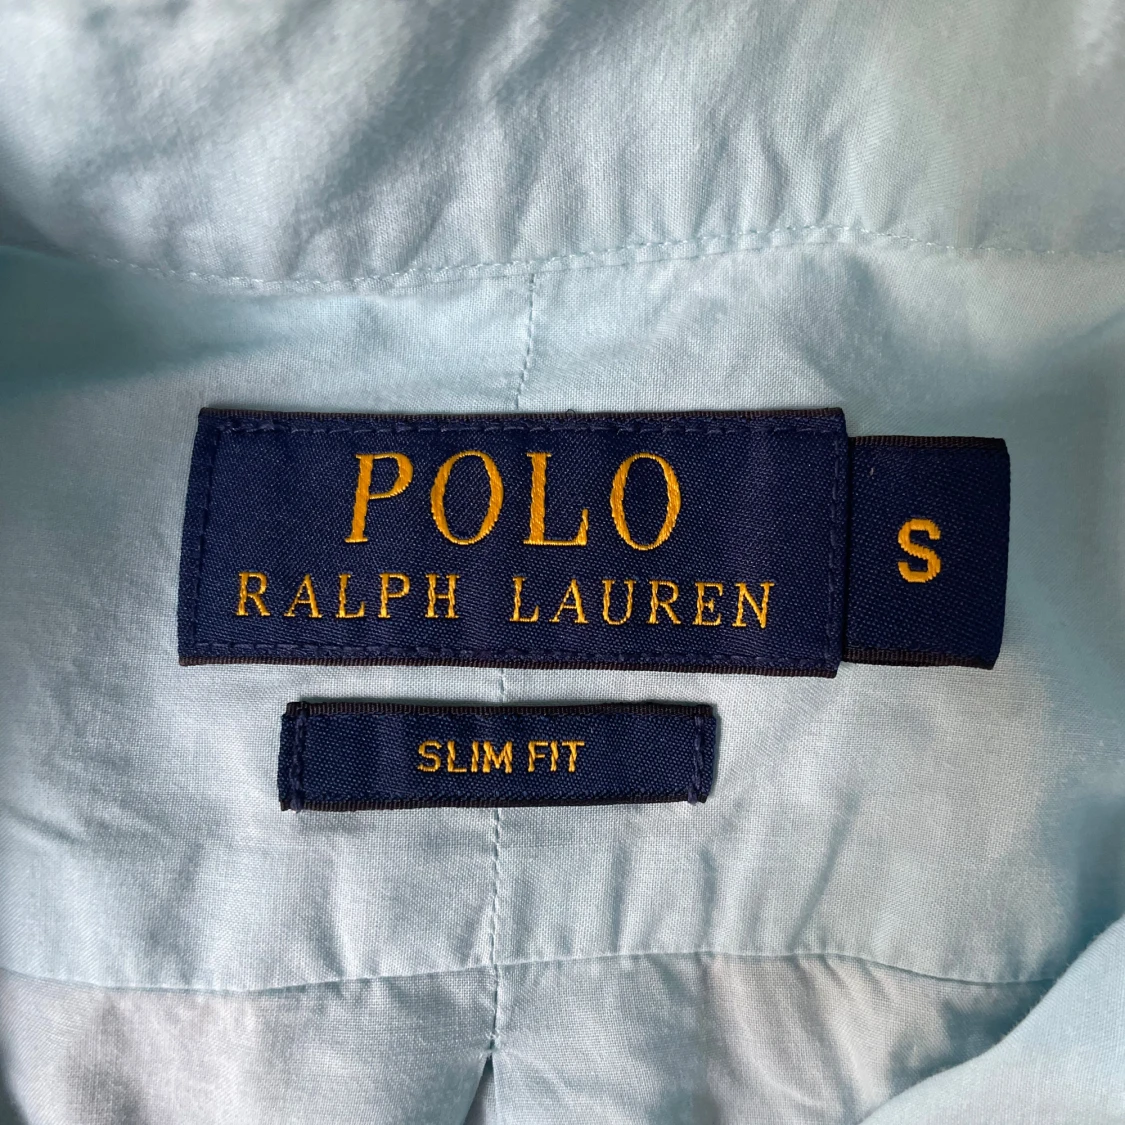 POLO
RALPH LAUREN
S
SLIM FIT